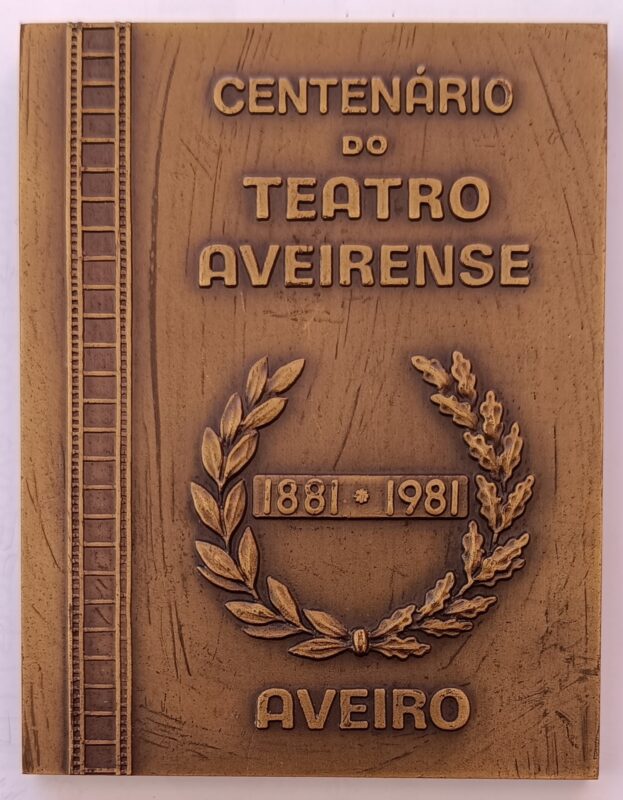 CENTENÁRIO
DO
TEATRO
AVEIRENSE
1881 * 1981
AVEIRO